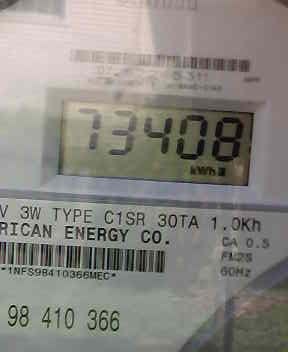 73408
kWh
V 3W TYPE C1SR 30TA 1.0Kh
RICAN ENERGY CO.
CA 0.5
FM2S
60Hz
*1NFS98410366MEC*
98 410 366